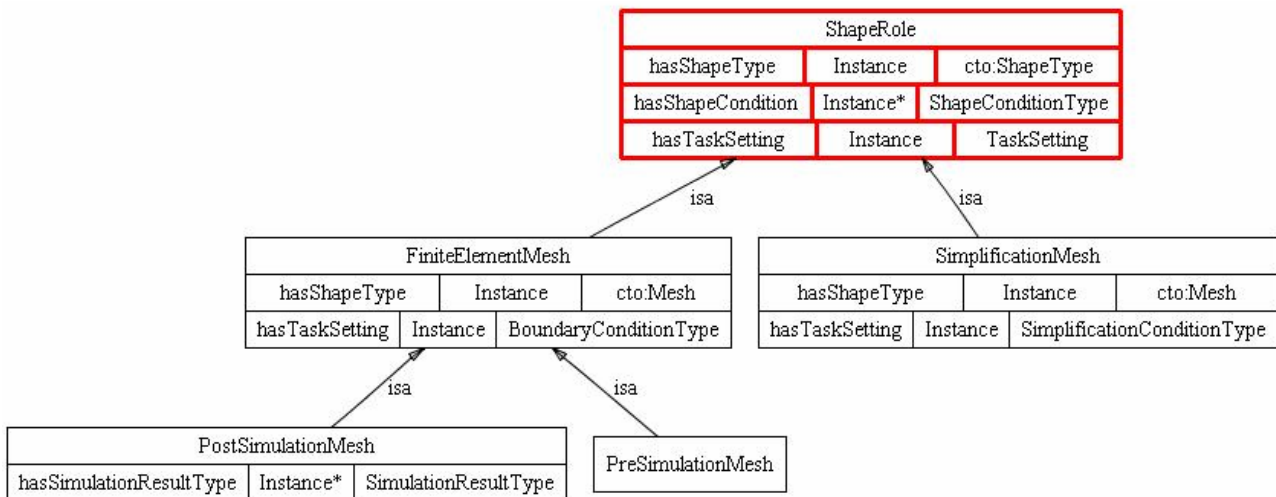 ShapeRole
hasShapeType Instance cto:ShapeType
hasShapeCondition Instance* ShapeConditionType
hasTaskSetting Instance TaskSetting
isa isa
FiniteElementMesh
hasShapeType Instance cto:Mesh
hasTaskSetting Instance BoundaryConditionType
SimplificationMesh
hasShapeType Instance cto:Mesh
hasTaskSetting Instance SimplificationConditionType
isa isa
PostSimulationMesh
hasSimulationResultType Instance* SimulationResultType
PreSimulationMesh